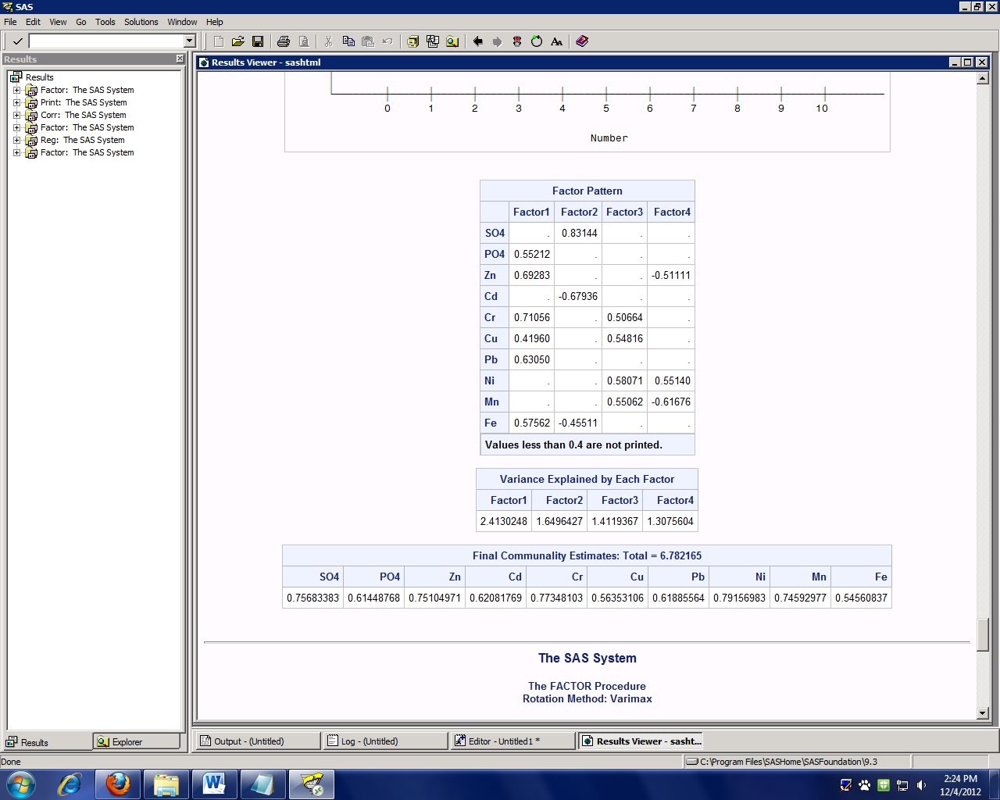 SAS
File Edit View Go Tools Solutions Window Help
Results
Results Viewer - sashtml
Results
Factor: The SAS System
Print: The SAS System
Corr: The SAS System
Factor: The SAS System
Reg: The SAS System
Factor: The SAS System
0 1 2 3 4 5 6 7 8 9 10
Number
Factor Pattern
Factor1 Factor2 Factor3 Factor4
SO4 . 0.83144 . .
PO4 0.55212 . . .
Zn 0.69283 . . -0.51111
Cd . -0.67936 . .
Cr 0.71056 . 0.50664 .
Cu 0.41960 . 0.54816 .
Pb 0.63050 . . .
Ni . . 0.58071 0.55140
Mn . . 0.55062 -0.61676
Fe 0.57562 -0.45511 . .
Values less than 0.4 are not printed.
Variance Explained by Each Factor
Factor1 Factor2 Factor3 Factor4
2.4130248 1.6496427 1.4119367 1.3075604
Final Communality Estimates: Total = 6.782165
SO4 PO4 Zn Cd Cr Cu Pb Ni Mn Fe
0.75683383 0.61448768 0.75104971 0.62081769 0.77348103 0.56353106 0.61885564 0.79156983 0.74592977 0.54560837
The SAS System
The FACTOR Procedure
Rotation Method: Varimax
Results Explorer
Output - (Untitled) Log - (Untitled) Editor - Untitled1 * Results Viewer - sasht...
Done
C:\Program Files\SASHome\SASFoundation\9.3
2:24 PM
12/4/2012